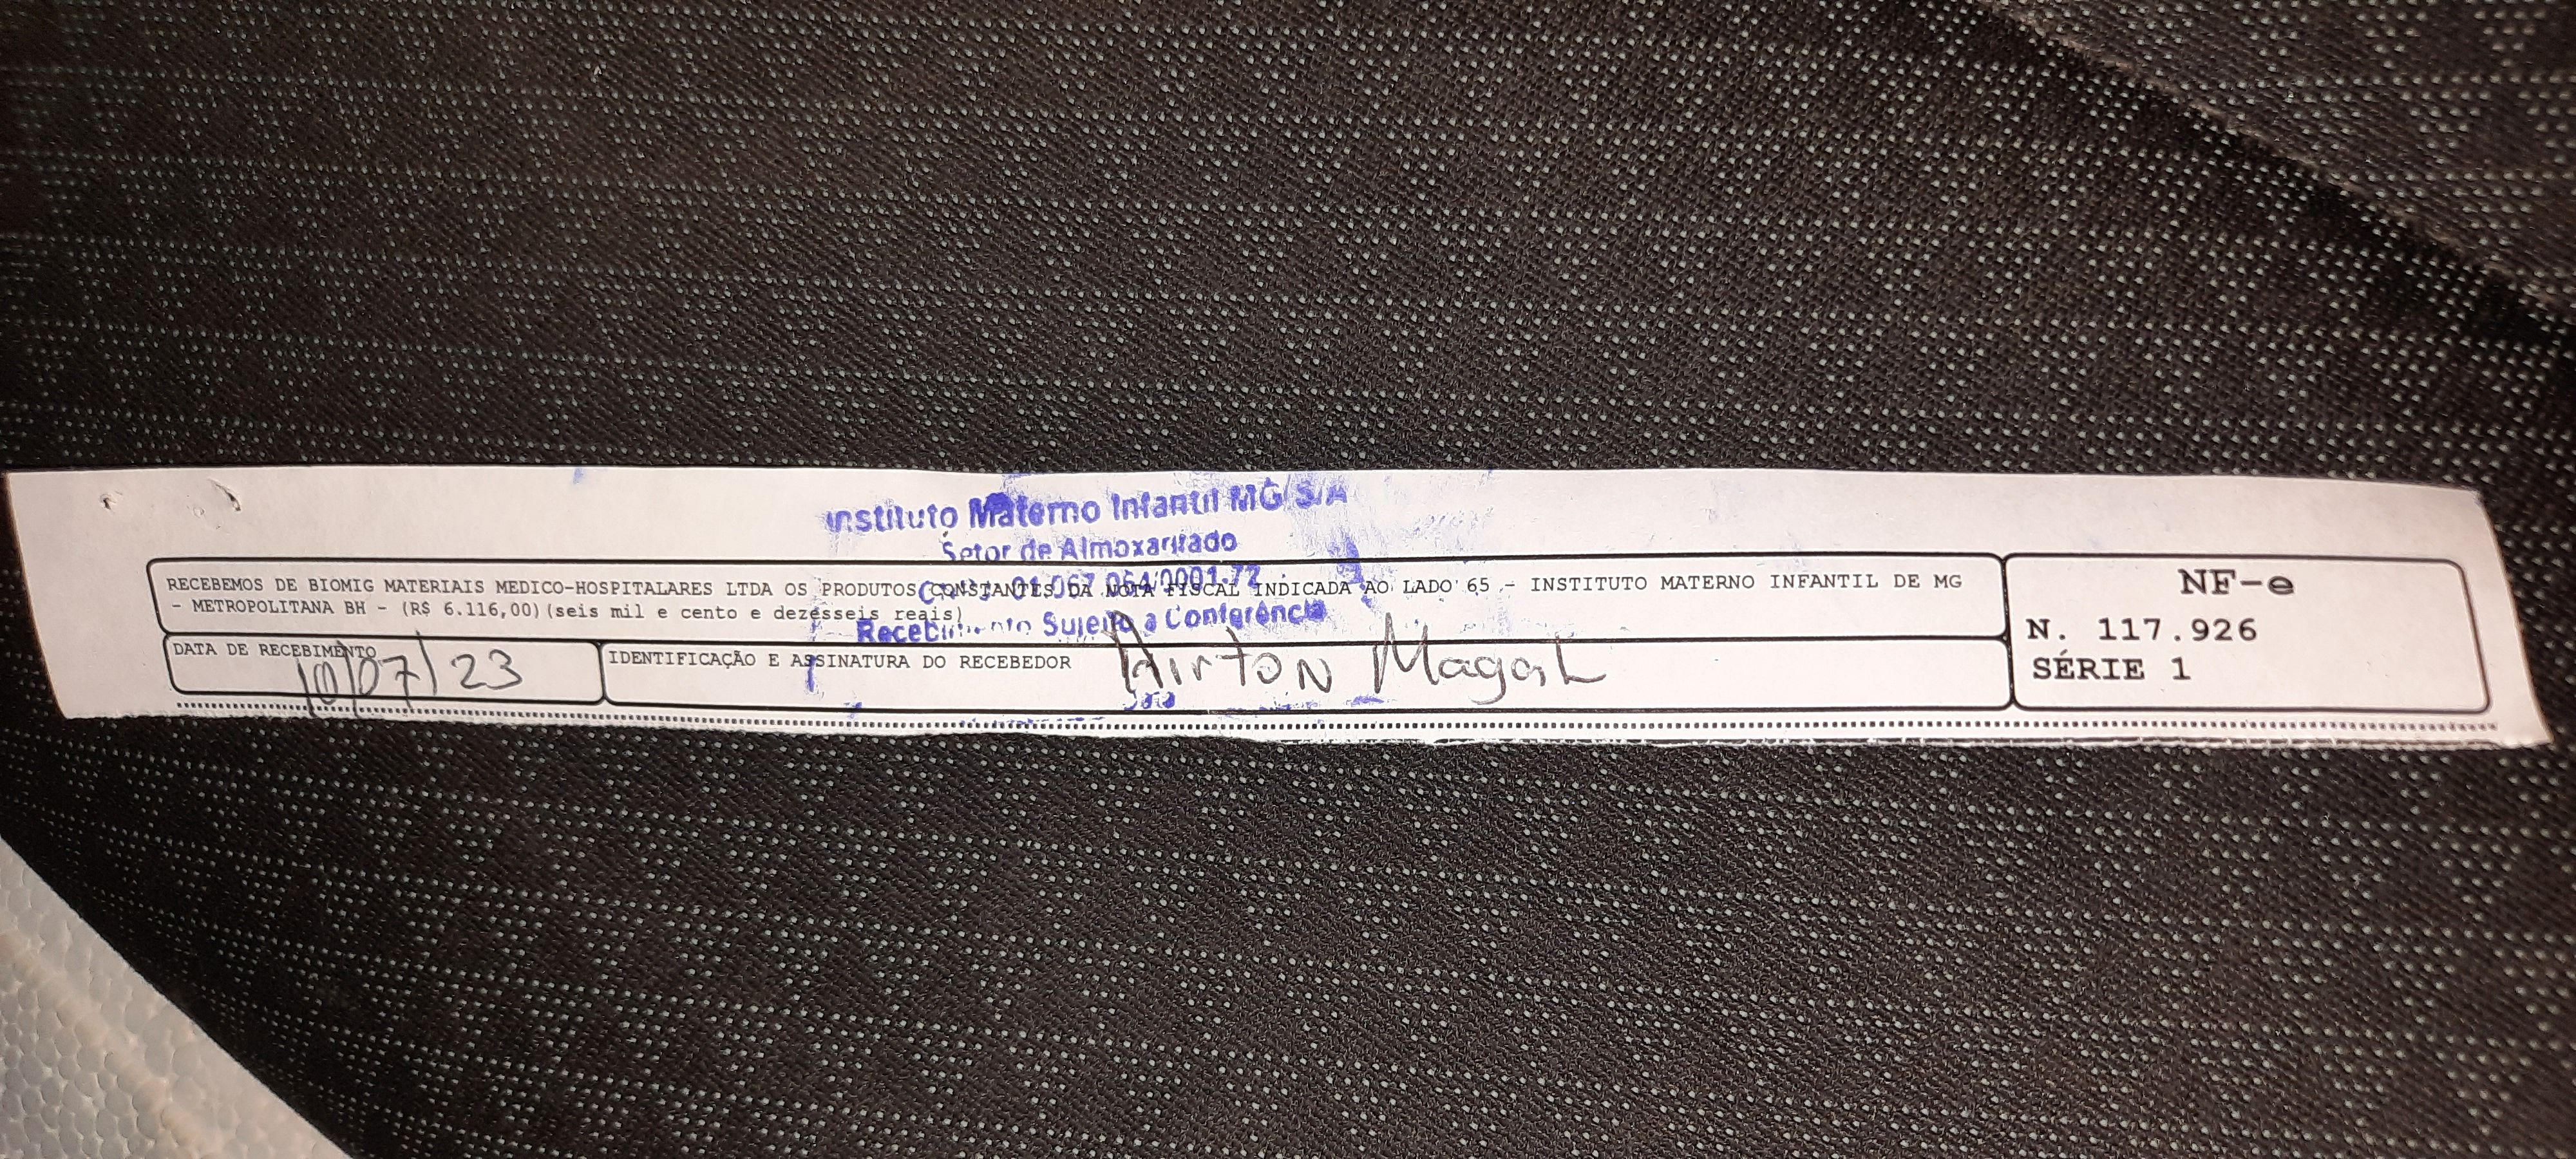 Instituto Materno Infantil MG S/A
Setor de Almoxarifado
RECEBEMOS DE BIOMIG MATERIAIS MEDICO-HOSPITALARES LTDA OS PRODUTOS CONSTANTES DA NOTA FISCAL INDICADA AO LADO 65 - INSTITUTO MATERNO INFANTIL DE MG
- METROPOLITANA BH - (R$ 6.116,00)(seis mil e cento e dezesseis reais)
Recebimento Sujeito a Conferência
DATA DE RECEBIMENTO
10/07/23
IDENTIFICAÇÃO E ASSINATURA DO RECEBEDOR
Airton Magal
NF-e
N. 117.926
SÉRIE 1